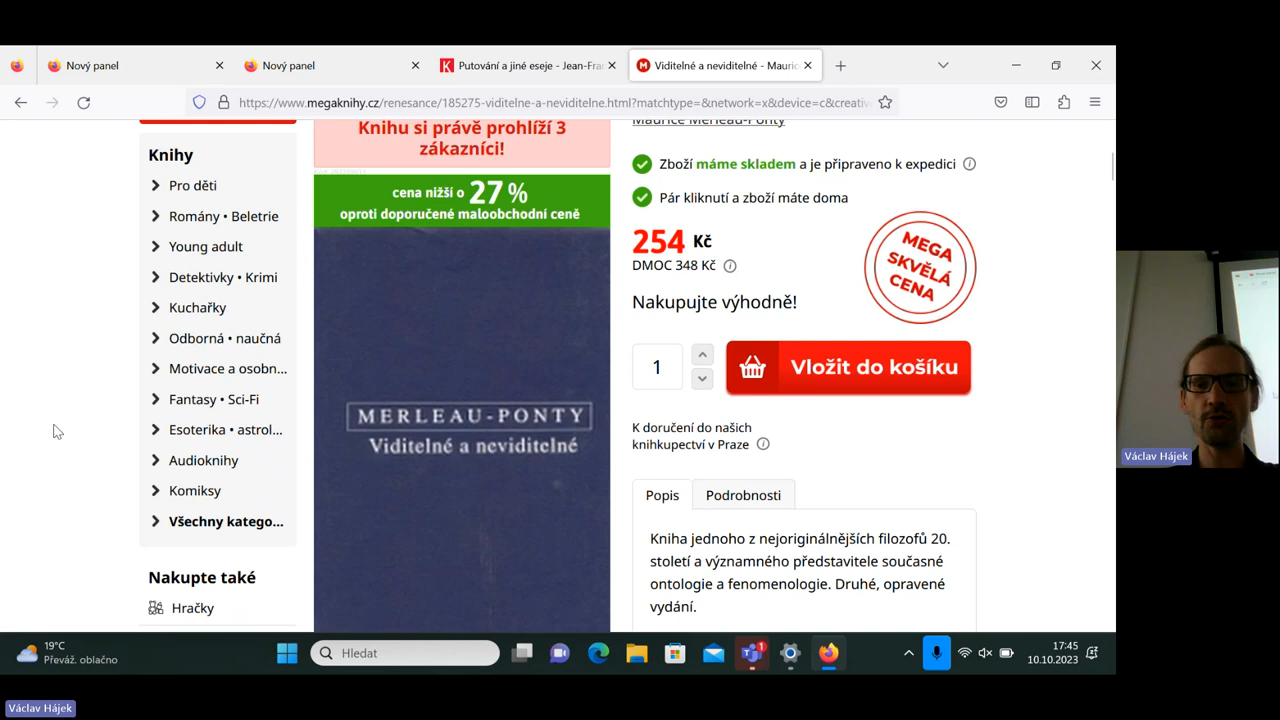 Nový panel
Nový panel
Putování a jiné eseje - Jean-Fra
Viditelné a neviditelné - Mauric
https://www.megaknihy.cz/renesance/185275-viditelne-a-neviditelne.html?matchtype=&network=x&device=c&creativ
Knihy
Pro děti
Romány • Beletrie
Young adult
Detektivky • Krimi
Kuchařky
Odborná • naučná
Motivace a osobn...
Fantasy • Sci-Fi
Esoterika • astrol...
Audioknihy
Komiksy
Všechny katego...
Nakupte také
Hračky
Knihu si právě prohlíží 3
zákazníci!
cena nižší o 27 %
oproti doporučené maloobchodní ceně
MERLEAU-PONTY
Viditelné a neviditelné
Maurice Merleau-Ponty
Zboží máme skladem a je připraveno k expedici
Pár kliknutí a zboží máte doma
254 Kč
DMOC 348 Kč
MEGA
SKVĚLÁ
CENA
Nakupujte výhodně!
1
Vložit do košíku
K doručení do našich
knihkupectví v Praze
Popis
Podrobnosti
Kniha jednoho z nejoriginálnějších filozofů 20.
století a významného představitele současné
ontologie a fenomenologie. Druhé, opravené
vydání.
19°C
Převáž. oblačno
Hledat
1
17:45
10.10.2023
Václav Hájek
Václav Hájek